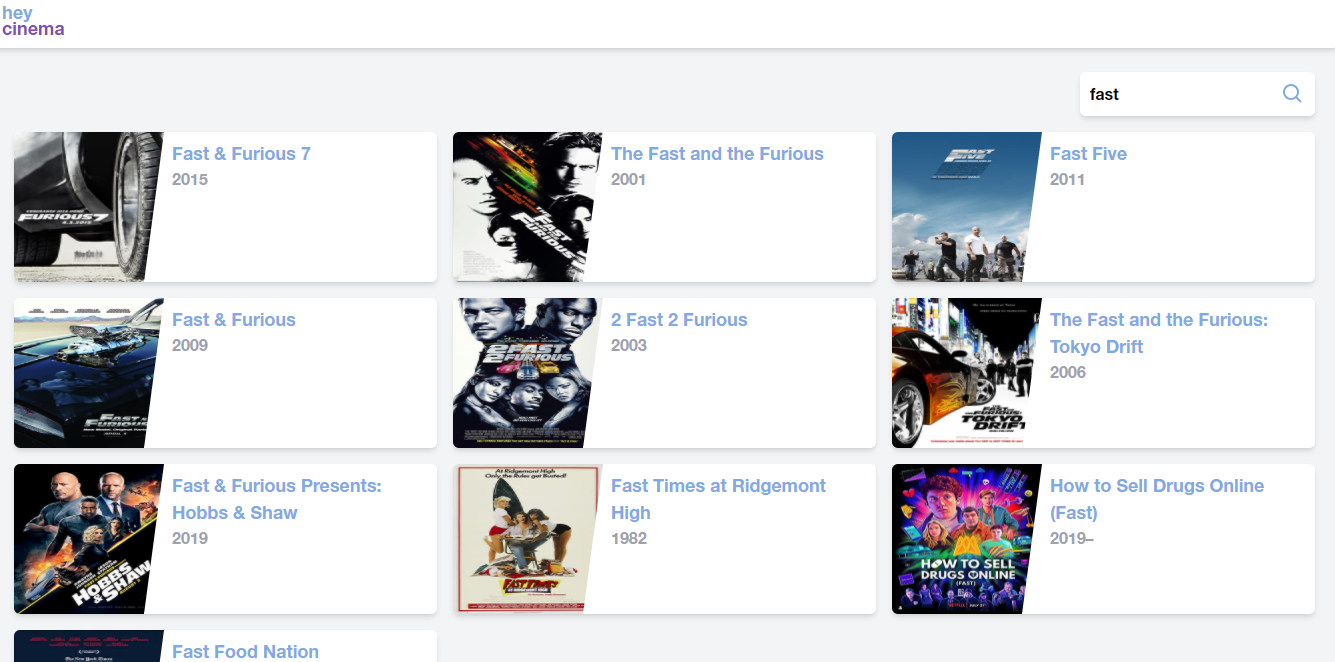 hey
cinema
fast
Fast & Furious 7
2015
FURIOUS 7
The Fast and the Furious
2001
THE
FAST
FURIOUS
Fast Five
2011
FAST
FIVE
Fast & Furious
2009
FAST &
FURIOUS
2 Fast 2 Furious
2003
2 FAST
2 FURIOUS
The Fast and the Furious:
Tokyo Drift
2006
TOKYO
DRIFT
Fast & Furious Presents:
Hobbs & Shaw
2019
HOBBS
& SHAW
Fast Times at Ridgemont
High
1982
At Ridgemont High
Only the Rules get Busted!
FAST TIMES
How to Sell Drugs Online
(Fast)
2019–
HOW TO SELL
DRUGS ONLINE
(FAST)
NETFLIX
Fast Food Nation
The New York Times